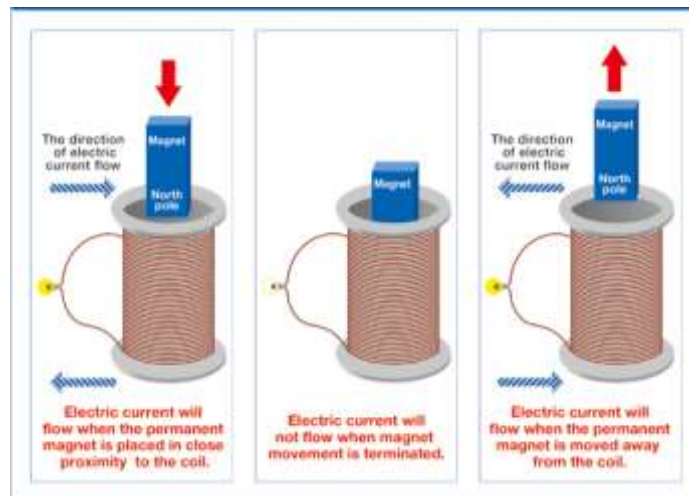 The direction
of electric
current flow
Magnet
North
pole
Electric current will
flow when the permanent
magnet is placed in close
proximity to the coil.
Magnet
Electric current will
not flow when magnet
movement is terminated.
The direction
of electric
current flow
Magnet
North
pole
Electric current will
flow when the permanent
magnet is moved away
from the coil.